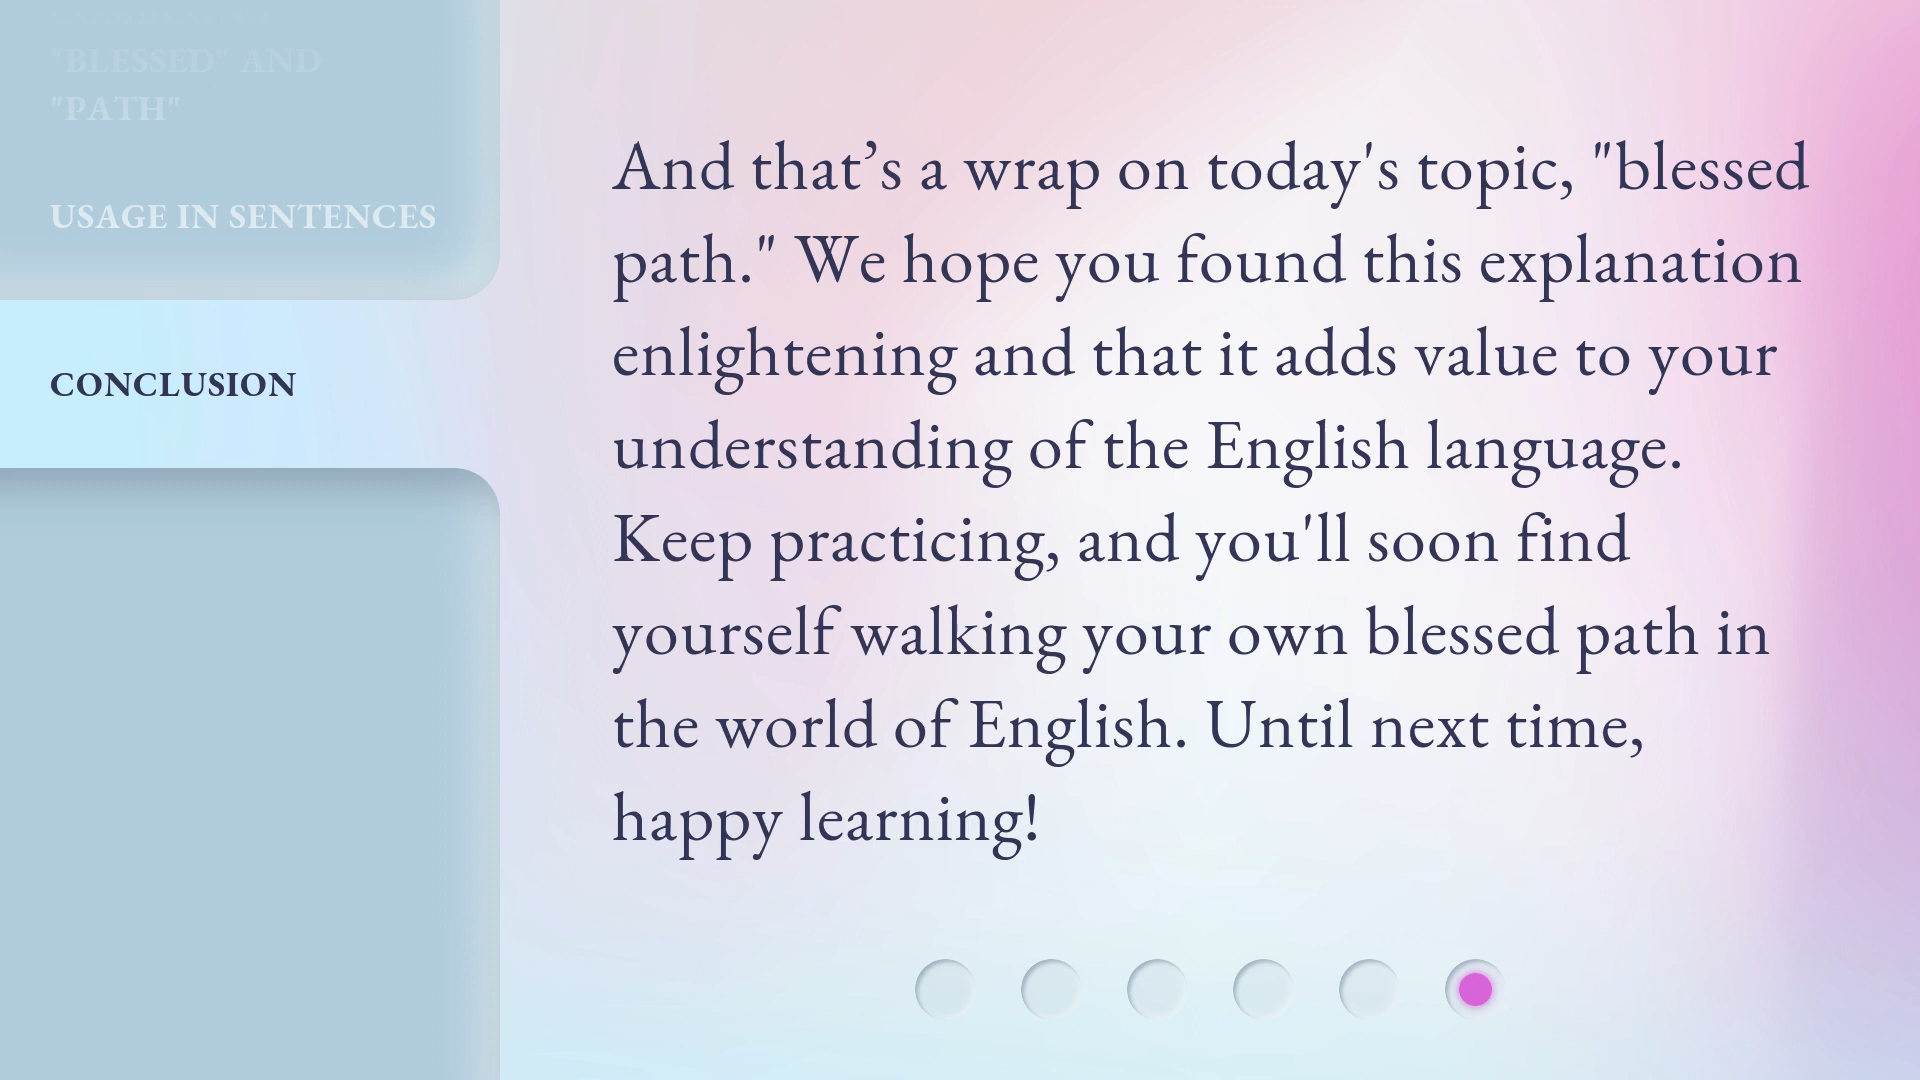 "BLESSED" AND
"PATH"
USAGE IN SENTENCES
CONCLUSION
And that’s a wrap on today's topic, "blessed
path." We hope you found this explanation
enlightening and that it adds value to your
understanding of the English language.
Keep practicing, and you'll soon find
yourself walking your own blessed path in
the world of English. Until next time,
happy learning!